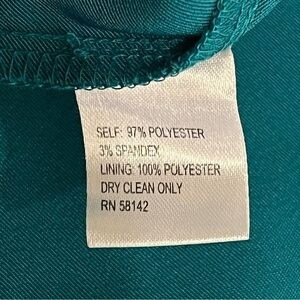 SELF: 97% POLYESTER
3% SPANDEX
LINING: 100% POLYESTER
DRY CLEAN ONLY
RN 58142